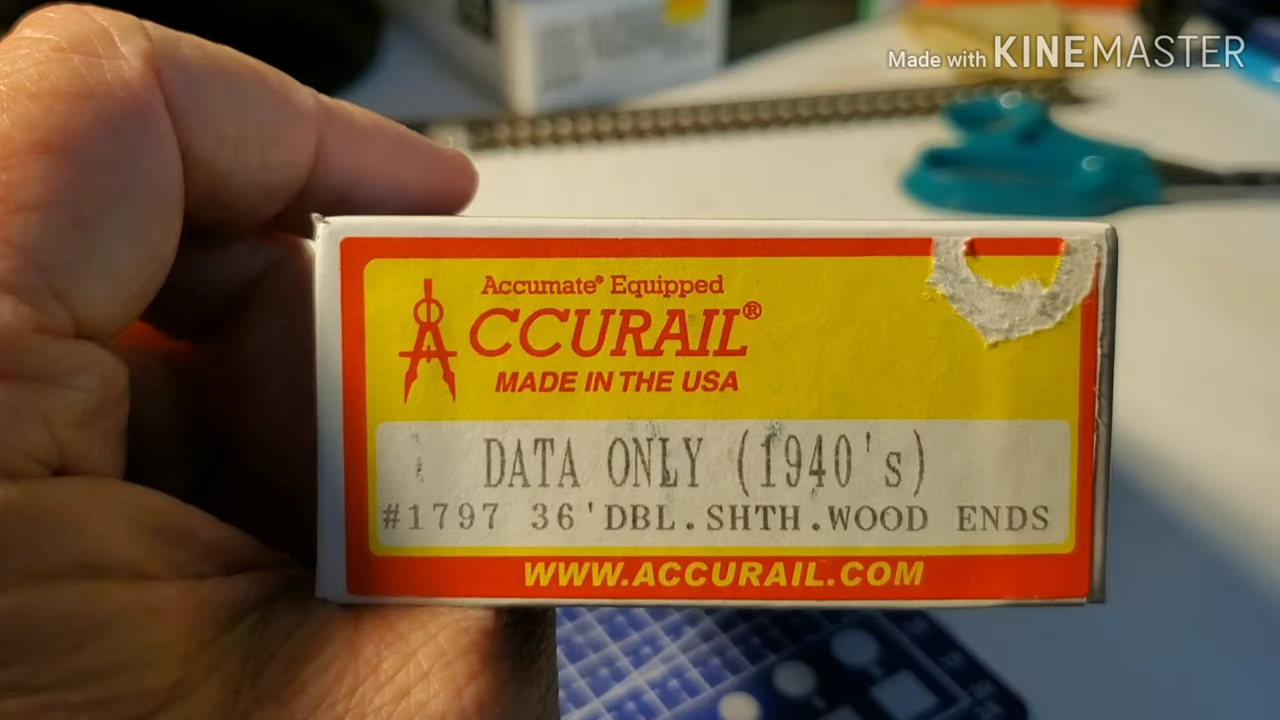 Made with KINEMASTER
Accumate® Equipped
ACCURAIL®
MADE IN THE USA
DATA ONLY (1940's)
#1797 36'DBL.SHTH.WOOD ENDS
WWW.ACCURAIL.COM